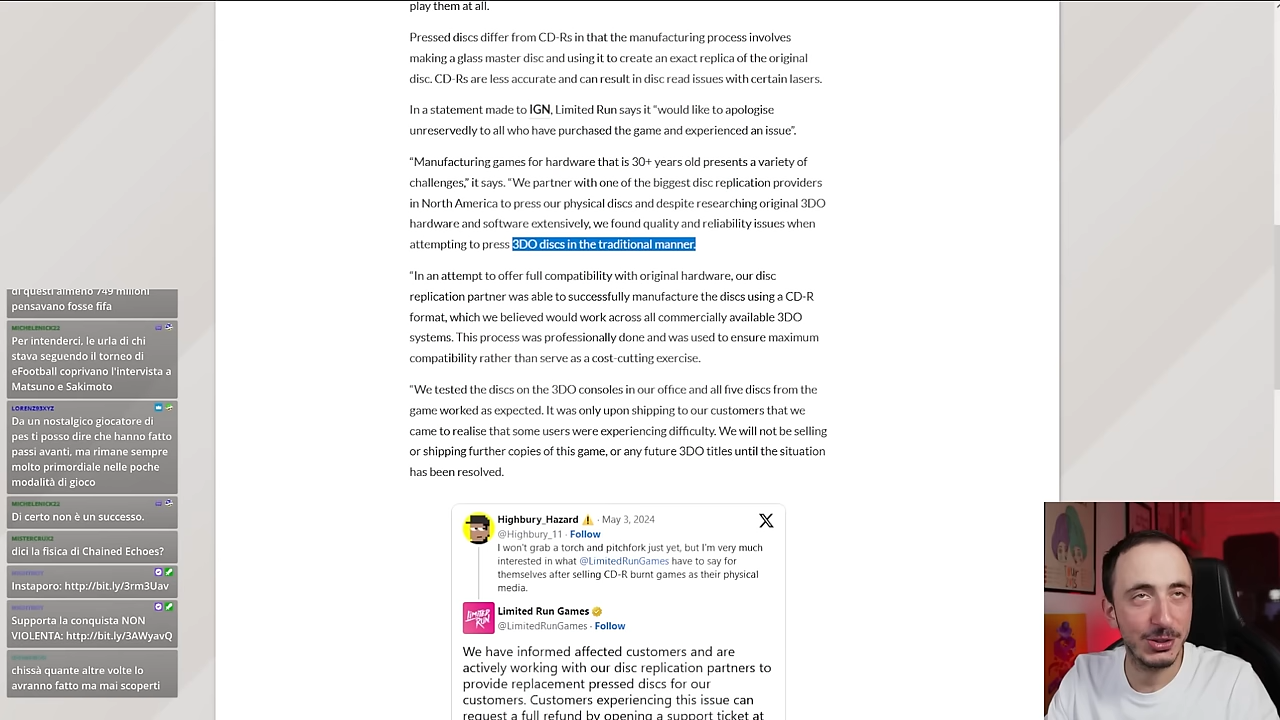 play them at all.
Pressed discs differ from CD-Rs in that the manufacturing process involves
making a glass master disc and using it to create an exact replica of the original
disc. CD-Rs are less accurate and can result in disc read issues with certain lasers.
In a statement made to IGN, Limited Run says it “would like to apologise
unreservedly to all who have purchased the game and experienced an issue”.
“Manufacturing games for hardware that is 30+ years old presents a variety of
challenges,” it says. “We partner with one of the biggest disc replication providers
in North America to press our physical discs and despite researching original 3DO
hardware and software extensively, we found quality and reliability issues when
attempting to press 3DO discs in the traditional manner.
“In an attempt to offer full compatibility with original hardware, our disc
replication partner was able to successfully manufacture the discs using a CD-R
format, which we believed would work across all commercially available 3DO
systems. This process was professionally done and was used to ensure maximum
compatibility rather than serve as a cost-cutting exercise.
“We tested the discs on the 3DO consoles in our office and all five discs from the
game worked as expected. It was only upon shipping to our customers that we
came to realise that some users were experiencing difficulty. We will not be selling
or shipping further copies of this game, or any future 3DO titles until the situation
has been resolved.
Highbury_Hazard ⚠️ · May 3, 2024
@Highbury_11 · Follow
I won't grab a torch and pitchfork just yet, but I'm very much
interested in what @LimitedRunGames have to say for
themselves after selling CD-R burnt games as their physical
media.
LIMITED RUN
Limited Run Games
@LimitedRunGames · Follow
We have informed affected customers and are
actively working with our disc replication partners to
provide replacement pressed discs for our
customers. Customers experiencing this issue can
request a full refund by opening a support ticket at
di questi almeno 749 milioni
pensavano fosse fifa
MICHELENICK22
Per intenderci, le urla di chi
stava seguendo il torneo di
eFootball coprivano l'intervista a
Matsuno e Sakimoto
LORENZ893YZ
Da un nostalgico giocatore di
pes ti posso dire che hanno fatto
passi avanti, ma rimane sempre
molto primordiale nelle poche
modalità di gioco
MICHELENICK22
Di certo non è un successo.
MISTERCRUX2
dici la fisica di Chained Echoes?
Instaporo: http://bit.ly/3rm3Uav
Supporta la conquista NON
VIOLENTA: http://bit.ly/3AWyavQ
chissà quante altre volte lo
avranno fatto ma mai scoperti